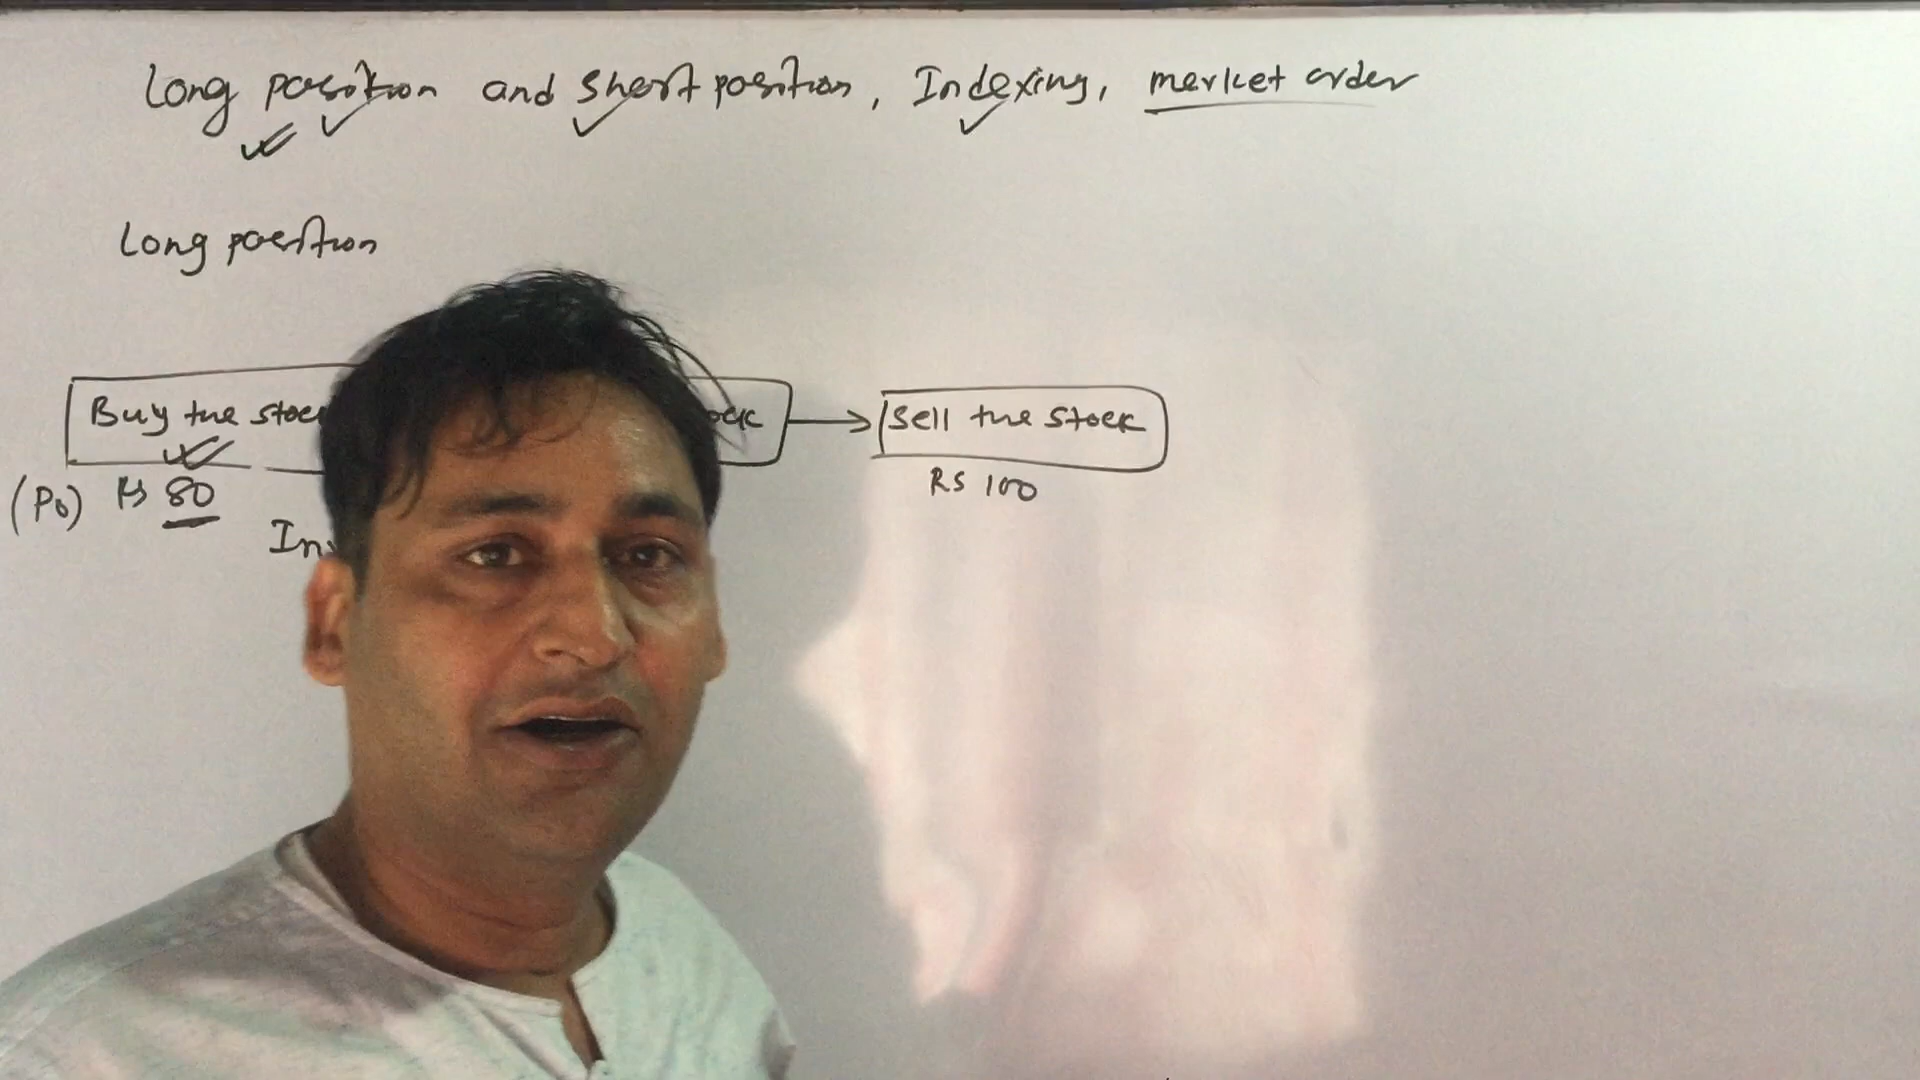 Long position and short position, Indexing, market order
Long position
Buy the stock
Sell the stock
(P0) Rs 80
Rs 100